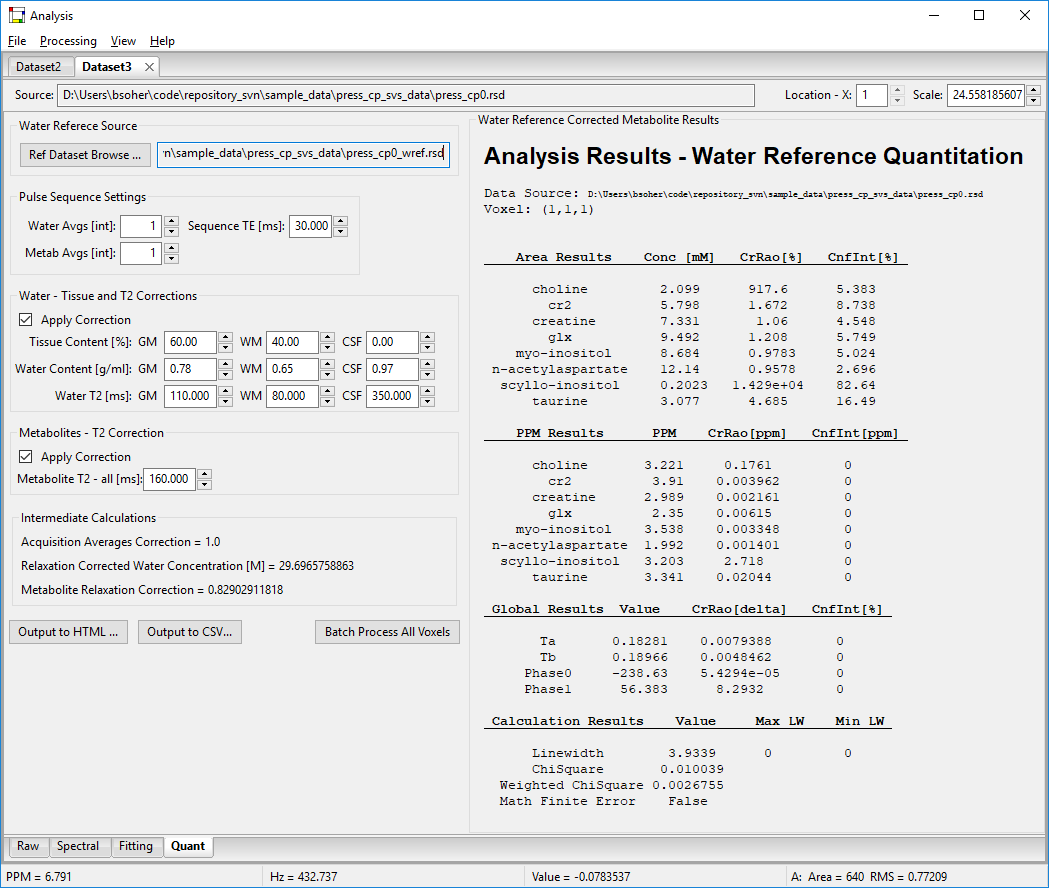 Analysis
File Processing View Help
Dataset2 Dataset3
Source: D:\Users\bsoher\code\repository_svn\sample_data\press_cp_svs_data\press_cp0.rsd Location - X: 1 Scale: 24.558185607
Water Referece Source
Ref Dataset Browse ... n\sample_data\press_cp_svs_data\press_cp0_wref.rsd
Pulse Sequence Settings
Water Avgs [int]: 1 Sequence TE [ms]: 30.000
Metab Avgs [int]: 1
Water - Tissue and T2 Corrections
Apply Correction
Tissue Content [%]: GM 60.00 WM 40.00 CSF 0.00
Water Content [g/ml]: GM 0.78 WM 0.65 CSF 0.97
Water T2 [ms]: GM 110.000 WM 80.000 CSF 350.000
Metabolites - T2 Correction
Apply Correction
Metabolite T2 - all [ms]: 160.000
Intermediate Calculations
Acquisition Averages Correction = 1.0
Relaxation Corrected Water Concentration [M] = 29.6965758863
Metabolite Relaxation Correction = 0.82902911818
Output to HTML ... Output to CSV... Batch Process All Voxels
Water Reference Corrected Metabolite Results
Analysis Results - Water Reference Quantitation
Data Source: D:\Users\bsoher\code\repository_svn\sample_data\press_cp_svs_data\press_cp0.rsd
Voxel: (1,1,1)
Area Results Conc [mM] CrRao[%] CnfInt[%]
choline 2.099 917.6 5.383
cr2 5.798 1.672 8.738
creatine 7.331 1.06 4.548
glx 9.492 1.208 5.749
myo-inositol 8.684 0.9783 5.024
n-acetylaspartate 12.14 0.9578 2.696
scyllo-inositol 0.2023 1.429e+04 82.64
taurine 3.077 4.685 16.49
PPM Results PPM CrRao[ppm] CnfInt[ppm]
choline 3.221 0.1761 0
cr2 3.91 0.003962 0
creatine 2.989 0.002161 0
glx 2.35 0.00615 0
myo-inositol 3.538 0.003348 0
n-acetylaspartate 1.992 0.001401 0
scyllo-inositol 3.203 2.718 0
taurine 3.341 0.02044 0
Global Results Value CrRao[delta] CnfInt[%]
Ta 0.18281 0.0079388 0
Tb 0.18966 0.0048462 0
Phase0 -238.63 5.4294e-05 0
Phase1 56.383 8.2932 0
Calculation Results Value Max LW Min LW
Linewidth 3.9339 0 0
ChiSquare 0.010039
Weighted ChiSquare 0.0026755
Math Finite Error False
Raw Spectral Fitting Quant
PPM = 6.791 Hz = 432.737 Value = -0.0783537 A: Area = 640 RMS = 0.77209